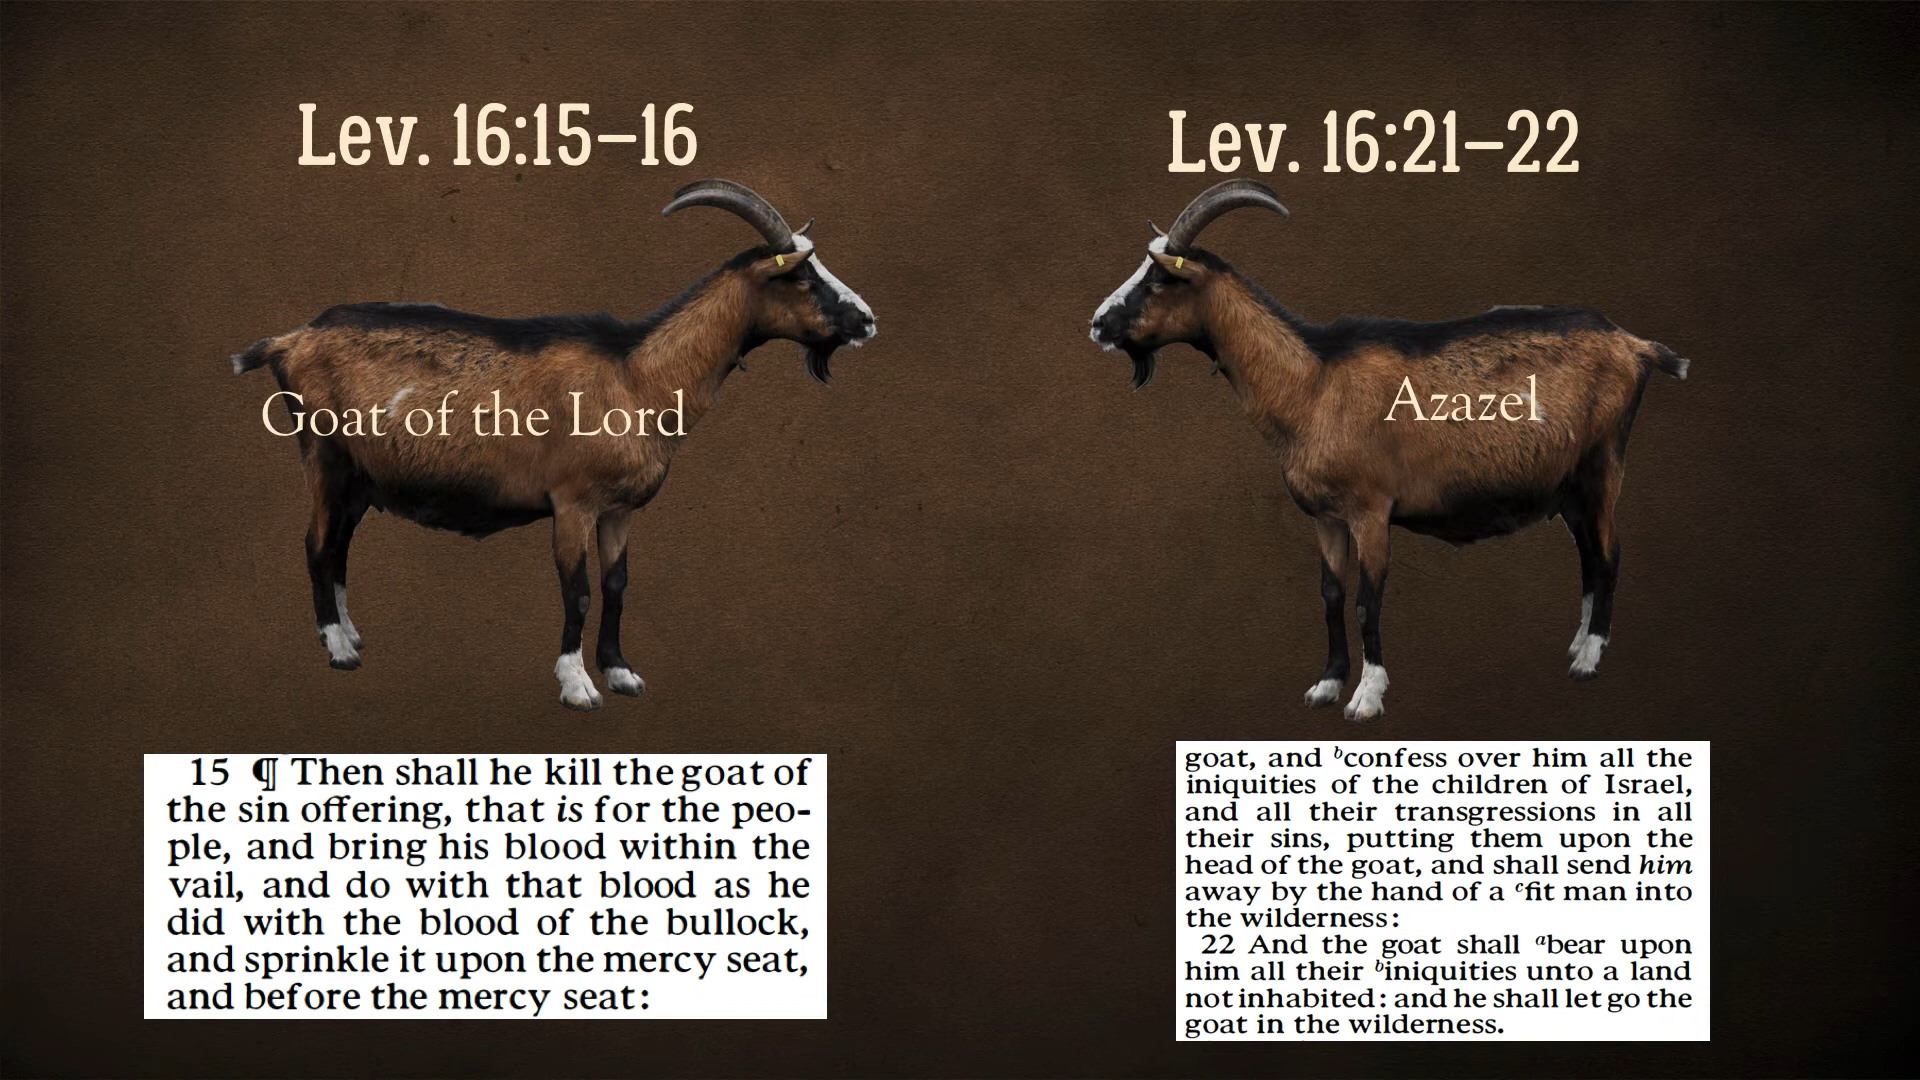 Lev. 16:15–16
Goat of the Lord
15 ¶ Then shall he kill the goat of
the sin offering, that is for the peo-
ple, and bring his blood within the
vail, and do with that blood as he
did with the blood of the bullock,
and sprinkle it upon the mercy seat,
and before the mercy seat:
Lev. 16:21–22
Azazel
goat, and bconfess over him all the
iniquities of the children of Israel,
and all their transgressions in all
their sins, putting them upon the
head of the goat, and shall send him
away by the hand of a cfit man into
the wilderness:
22 And the goat shall abear upon
him all their biniquities unto a land
not inhabited: and he shall let go the
goat in the wilderness.